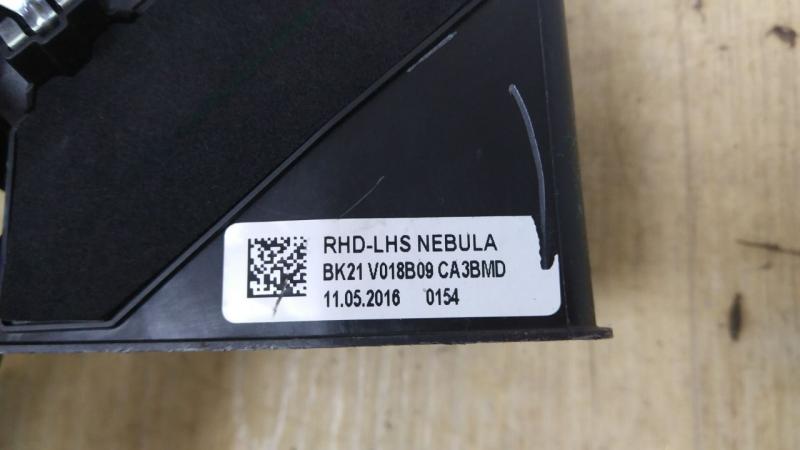 RHD-LHS NEBULA
BK21 V018B09 CA3BMD
11.05.2016 0154